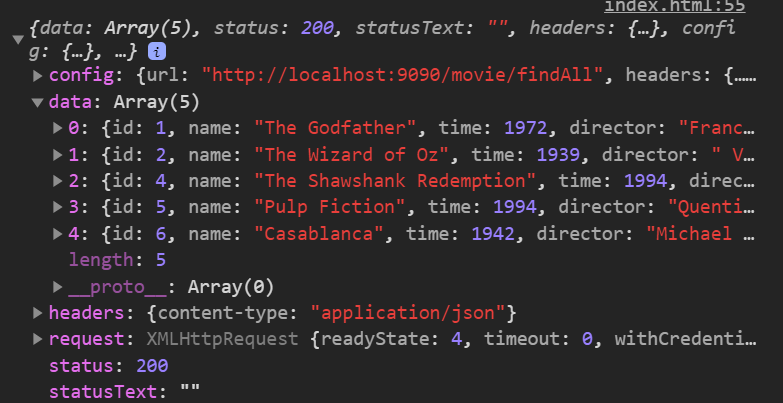 index.html:55
{data: Array(5), status: 200, statusText: "", headers: {…}, confi
g: {…}, …} i
config: {url: "http://localhost:9090/movie/findAll", headers: {……
data: Array(5)
0: {id: 1, name: "The Godfather", time: 1972, director: "Franc…
1: {id: 2, name: "The Wizard of Oz", time: 1939, director: " V…
2: {id: 4, name: "The Shawshank Redemption", time: 1994, direc…
3: {id: 5, name: "Pulp Fiction", time: 1994, director: "Quenti…
4: {id: 6, name: "Casablanca", time: 1942, director: "Michael …
length: 5
__proto__: Array(0)
headers: {content-type: "application/json"}
request: XMLHttpRequest {readyState: 4, timeout: 0, withCredenti…
status: 200
statusText: ""